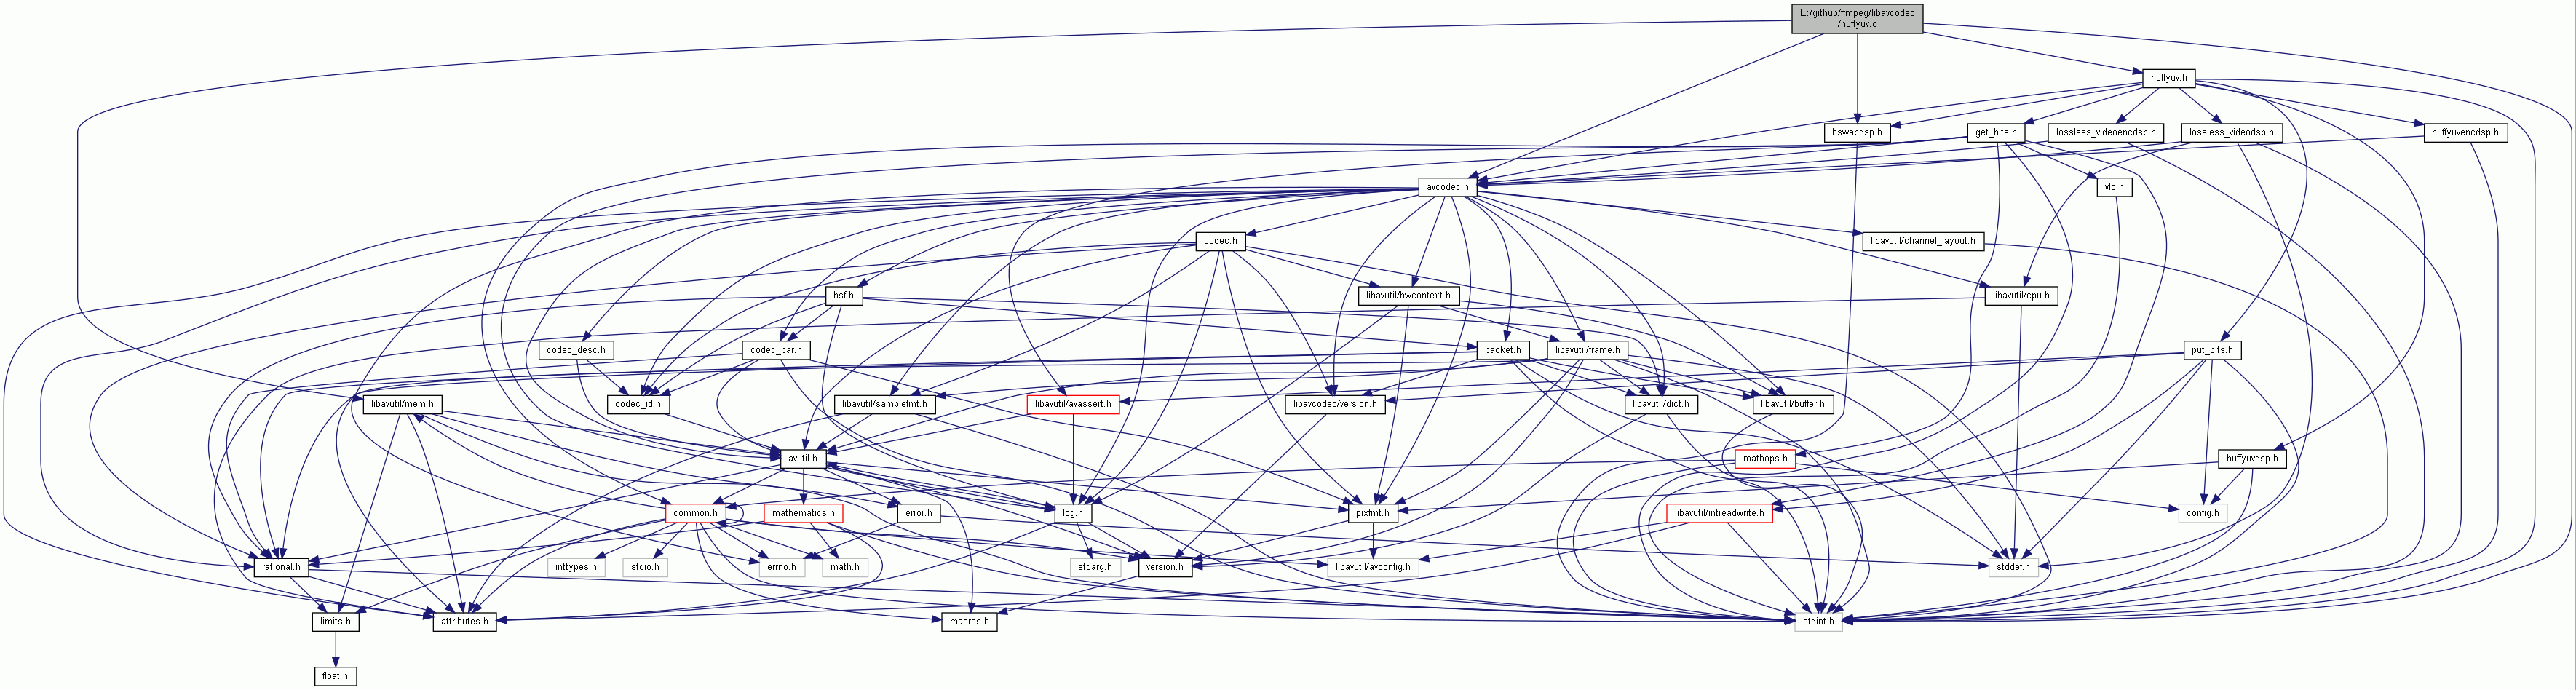 E:/github/ffmpeg/libavcodec
/huffyuv.c
huffyuv.h
bswapdsp.h
get_bits.h
lossless_videoencdsp.h
lossless_videodsp.h
huffyuvencdsp.h
avcodec.h
vlc.h
codec.h
libavutil/channel_layout.h
bsf.h
libavutil/hwcontext.h
libavutil/cpu.h
codec_desc.h
codec_par.h
packet.h
libavutil/frame.h
put_bits.h
libavutil/mem.h
codec_id.h
libavutil/samplefmt.h
libavutil/avassert.h
libavcodec/version.h
libavutil/dict.h
libavutil/buffer.h
avutil.h
mathops.h
huffyuvdsp.h
common.h
mathematics.h
error.h
log.h
pixfmt.h
libavutil/intreadwrite.h
config.h
rational.h
inttypes.h
stdio.h
errno.h
math.h
stdarg.h
version.h
libavutil/avconfig.h
stddef.h
limits.h
attributes.h
macros.h
stdint.h
float.h